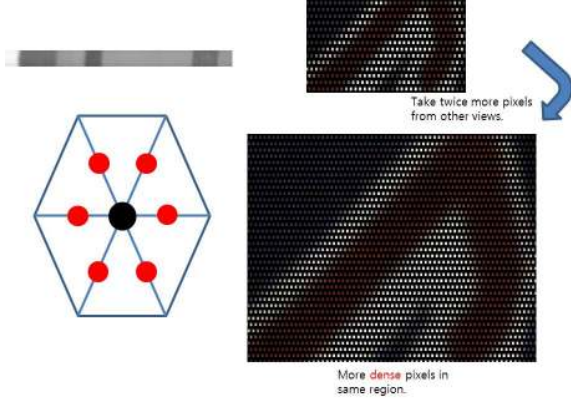 Take twice more pixels
from other views.
More dense pixels in
same region.